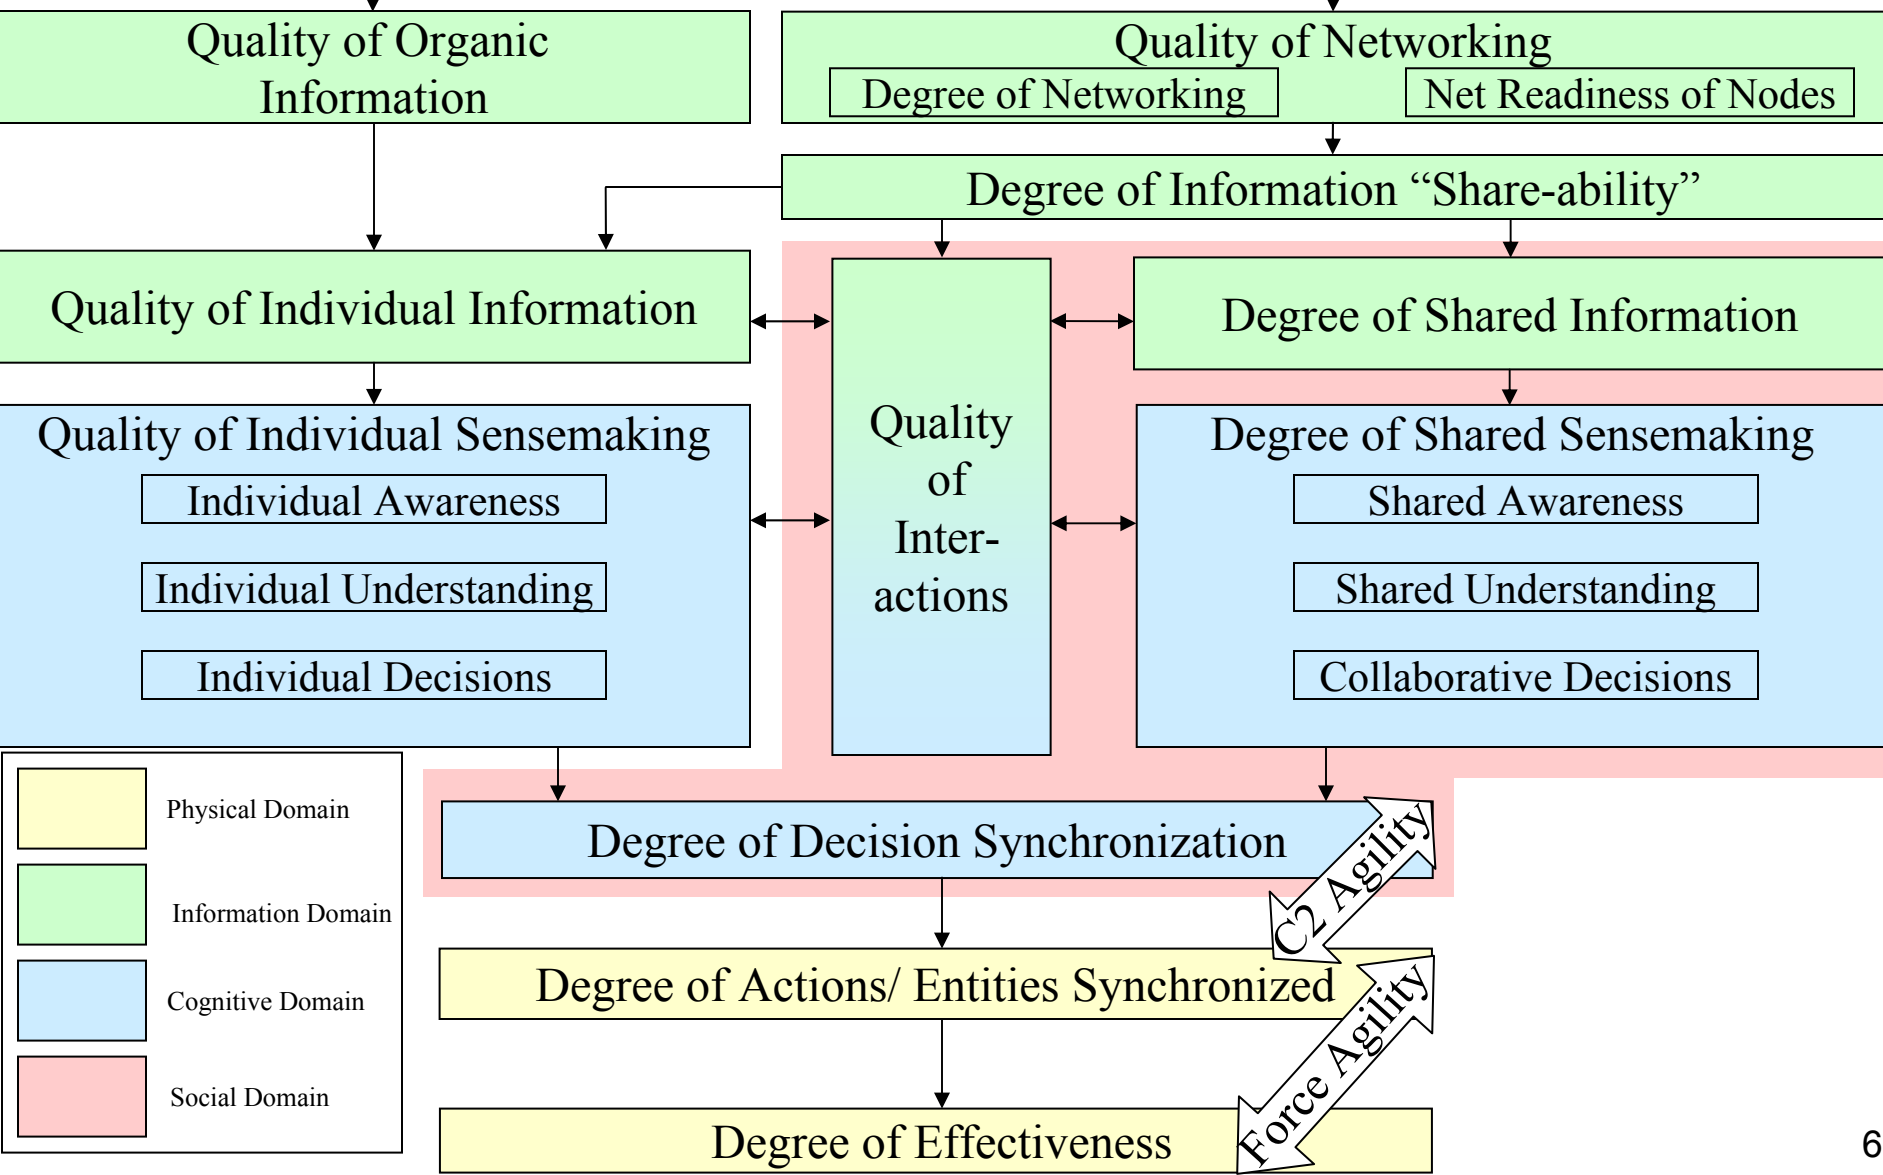 Quality of Organic
Information
Quality of Networking
Degree of Networking
Net Readiness of Nodes
Degree of Information “Share-ability”
Quality of Individual Information
Degree of Shared Information
Quality of Individual Sensemaking
Individual Awareness
Individual Understanding
Individual Decisions
Quality
of
Inter-
actions
Degree of Shared Sensemaking
Shared Awareness
Shared Understanding
Collaborative Decisions
Physical Domain
Information Domain
Cognitive Domain
Social Domain
Degree of Decision Synchronization
C2 Agility
Degree of Actions/ Entities Synchronized
Force Agility
Degree of Effectiveness
6